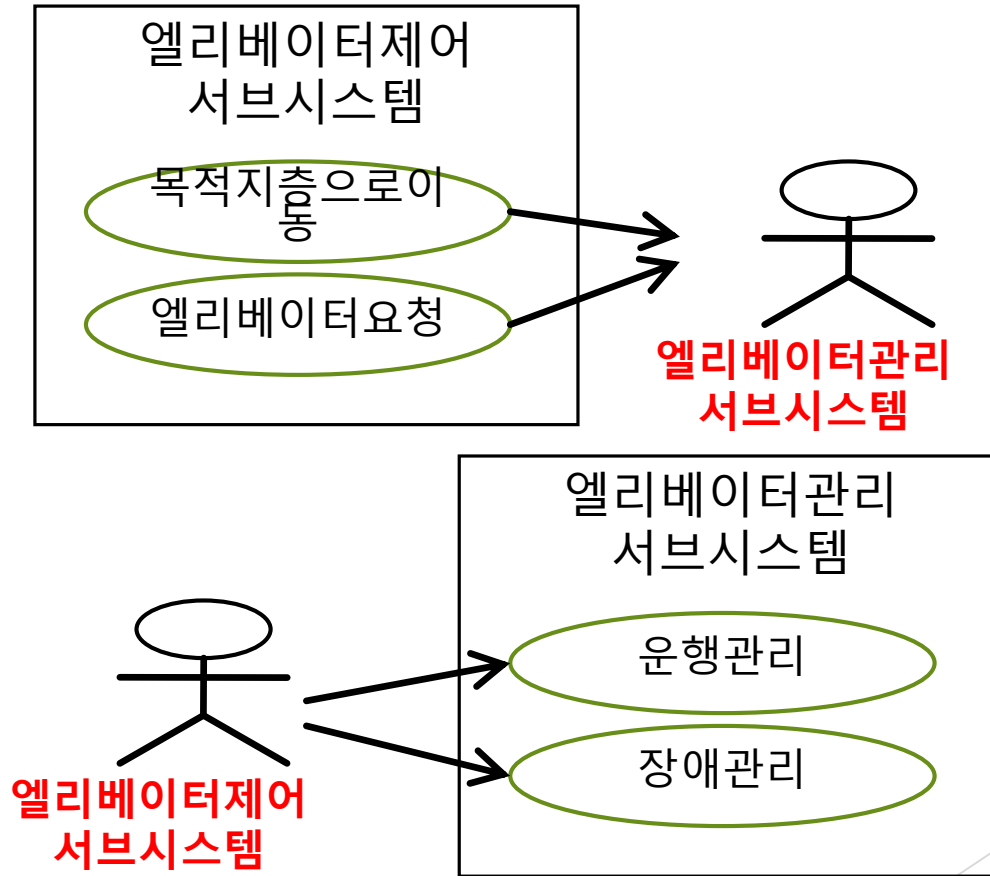 엘리베이터제어
서브시스템
목적지층으로이
동
엘리베이터요청
엘리베이터관리
서브시스템
엘리베이터관리
서브시스템
운행관리
장애관리
엘리베이터제어
서브시스템